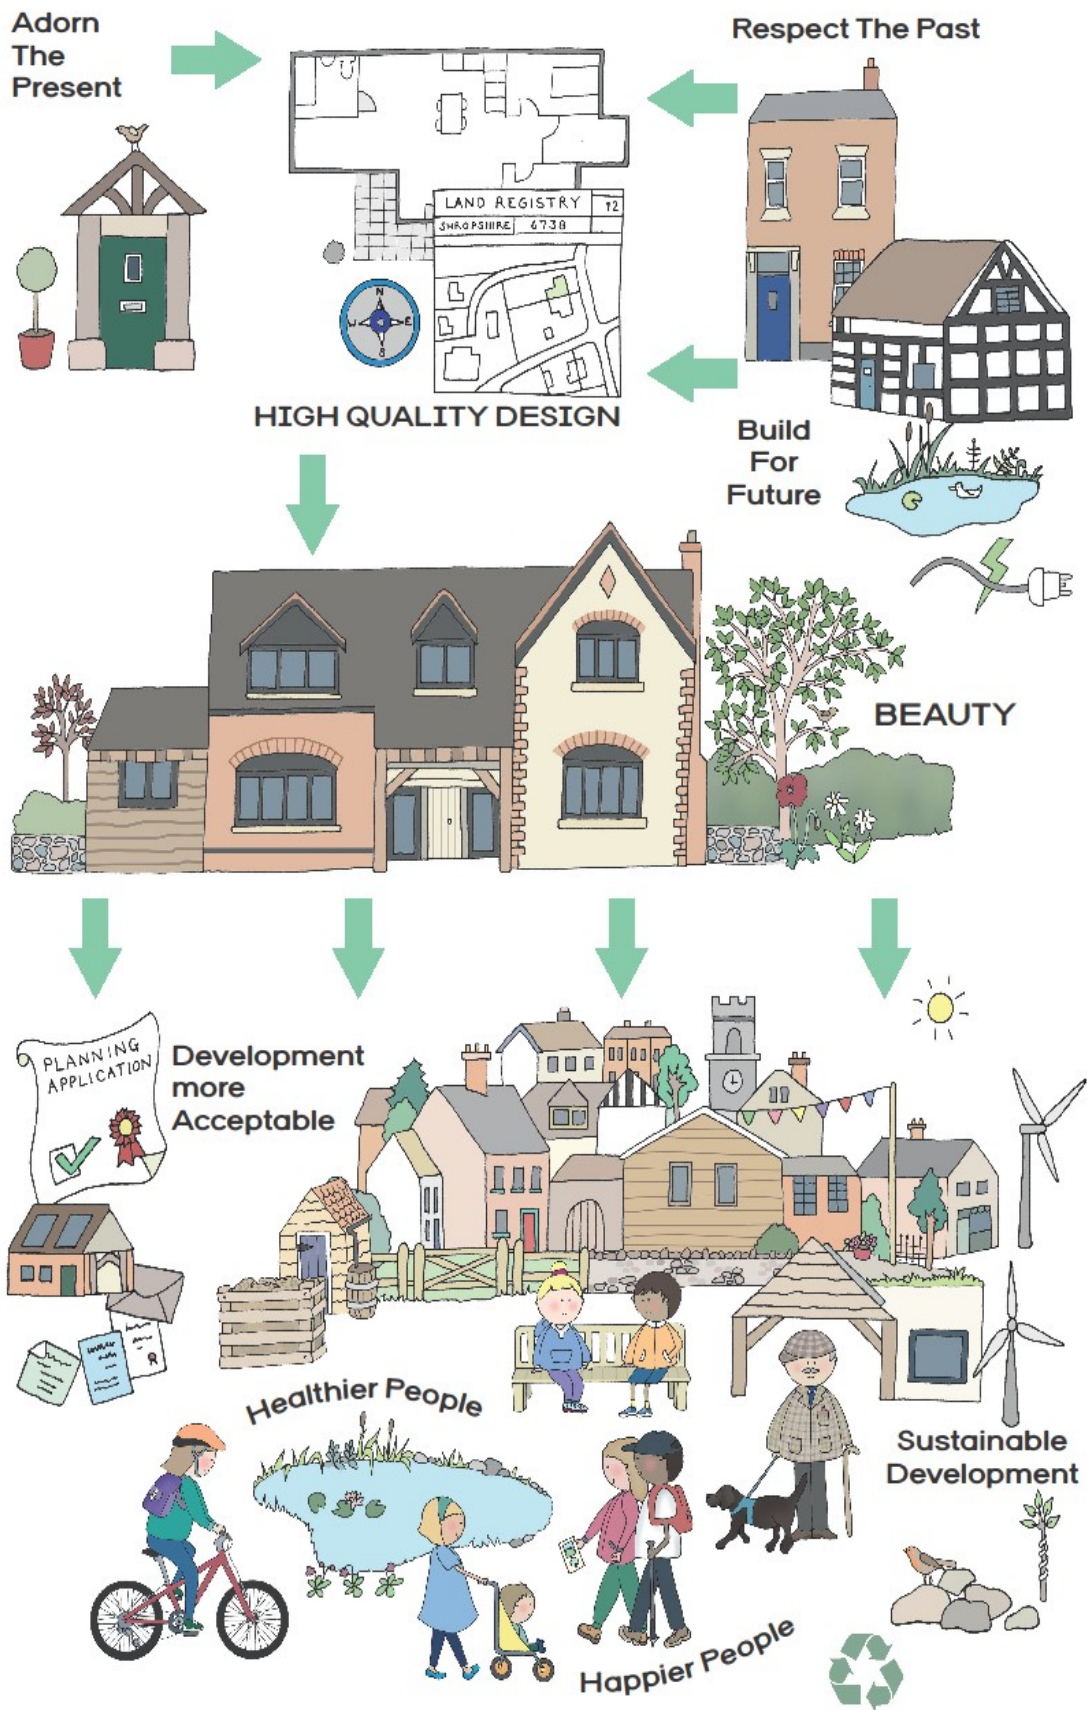 Adorn
The
Present
Respect The Past
LAND REGISTRY 12
SHROPSHIRE 6738
N
W E
S
HIGH QUALITY DESIGN
Build
For
Future
BEAUTY
PLANNING
APPLICATION
Development
more
Acceptable
Healthier People
Sustainable
Development
Happier People